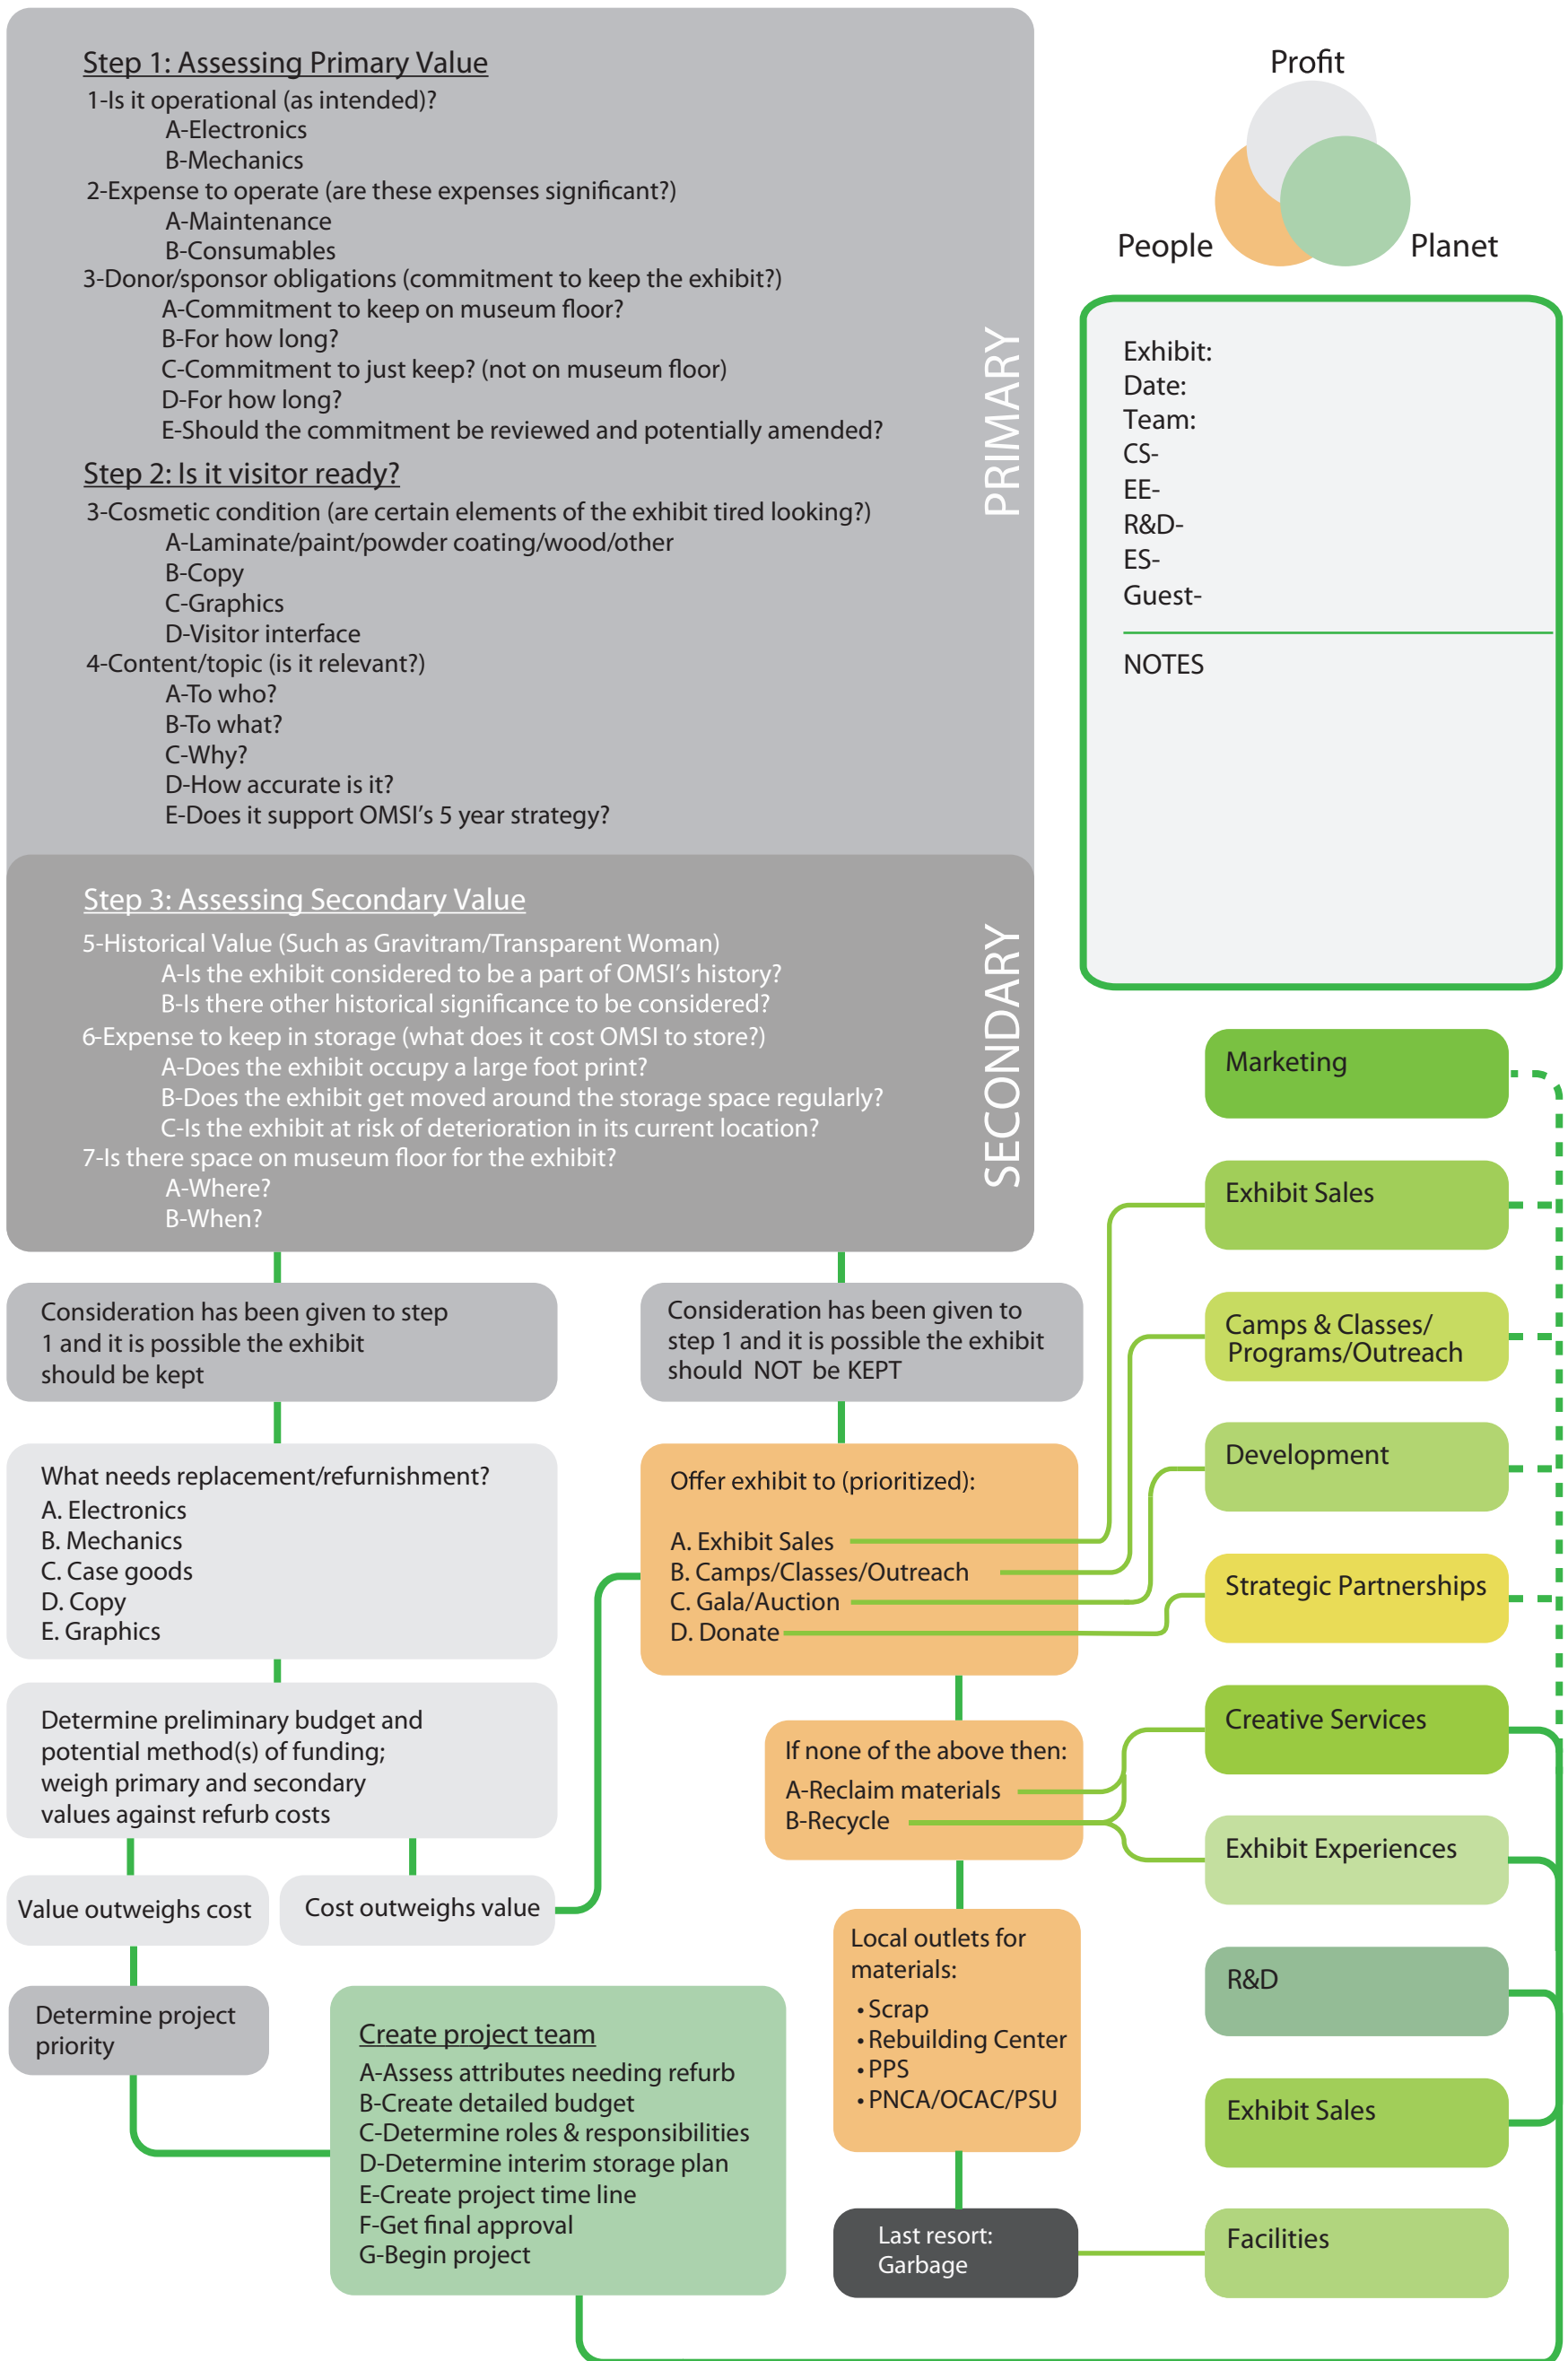 Step 1: Assessing Primary Value
1-Is it operational (as intended)?
A-Electronics
B-Mechanics
2-Expense to operate (are these expenses significant?)
A-Maintenance
B-Consumables
3-Donor/sponsor obligations (commitment to keep the exhibit?)
A-Commitment to keep on museum floor?
B-For how long?
C-Commitment to just keep? (not on museum floor)
D-For how long?
E-Should the commitment be reviewed and potentially amended?
Step 2: Is it visitor ready?
3-Cosmetic condition (are certain elements of the exhibit tired looking?)
A-Laminate/paint/powder coating/wood/other
B-Copy
C-Graphics
D-Visitor interface
4-Content/topic (is it relevant?)
A-To who?
B-To what?
C-Why?
D-How accurate is it?
E-Does it support OMSI's 5 year strategy?
PRIMARY
Step 3: Assessing Secondary Value
5-Historical Value (Such as Gravitram/Transparent Woman)
A-Is the exhibit considered to be a part of OMSI's history?
B-Is there other historical significance to be considered?
6-Expense to keep in storage (what does it cost OMSI to store?)
A-Does the exhibit occupy a large foot print?
B-Does the exhibit get moved around the storage space regularly?
C-Is the exhibit at risk of deterioration in its current location?
7-Is there space on museum floor for the exhibit?
A-Where?
B-When?
SECONDARY
Profit
People
Planet
Exhibit:
Date:
Team:
CS-
EE-
R&D-
ES-
Guest-
NOTES
Consideration has been given to step
1 and it is possible the exhibit
should be kept
What needs replacement/refurnishment?
A. Electronics
B. Mechanics
C. Case goods
D. Copy
E. Graphics
Determine preliminary budget and
potential method(s) of funding;
weigh primary and secondary
values against refurb costs
Value outweighs cost
Cost outweighs value
Determine project
priority
Create project team
A-Assess attributes needing refurb
B-Create detailed budget
C-Determine roles & responsibilities
D-Determine interim storage plan
E-Create project time line
F-Get final approval
G-Begin project
Consideration has been given to
step 1 and it is possible the exhibit
should NOT be KEPT
Offer exhibit to (prioritized):
A. Exhibit Sales
B. Camps/Classes/Outreach
C. Gala/Auction
D. Donate
If none of the above then:
A-Reclaim materials
B-Recycle
Local outlets for
materials:
• Scrap
• Rebuilding Center
• PPS
• PNCA/OCAC/PSU
Last resort:
Garbage
Marketing
Exhibit Sales
Camps & Classes/
Programs/Outreach
Development
Strategic Partnerships
Creative Services
Exhibit Experiences
R&D
Exhibit Sales
Facilities